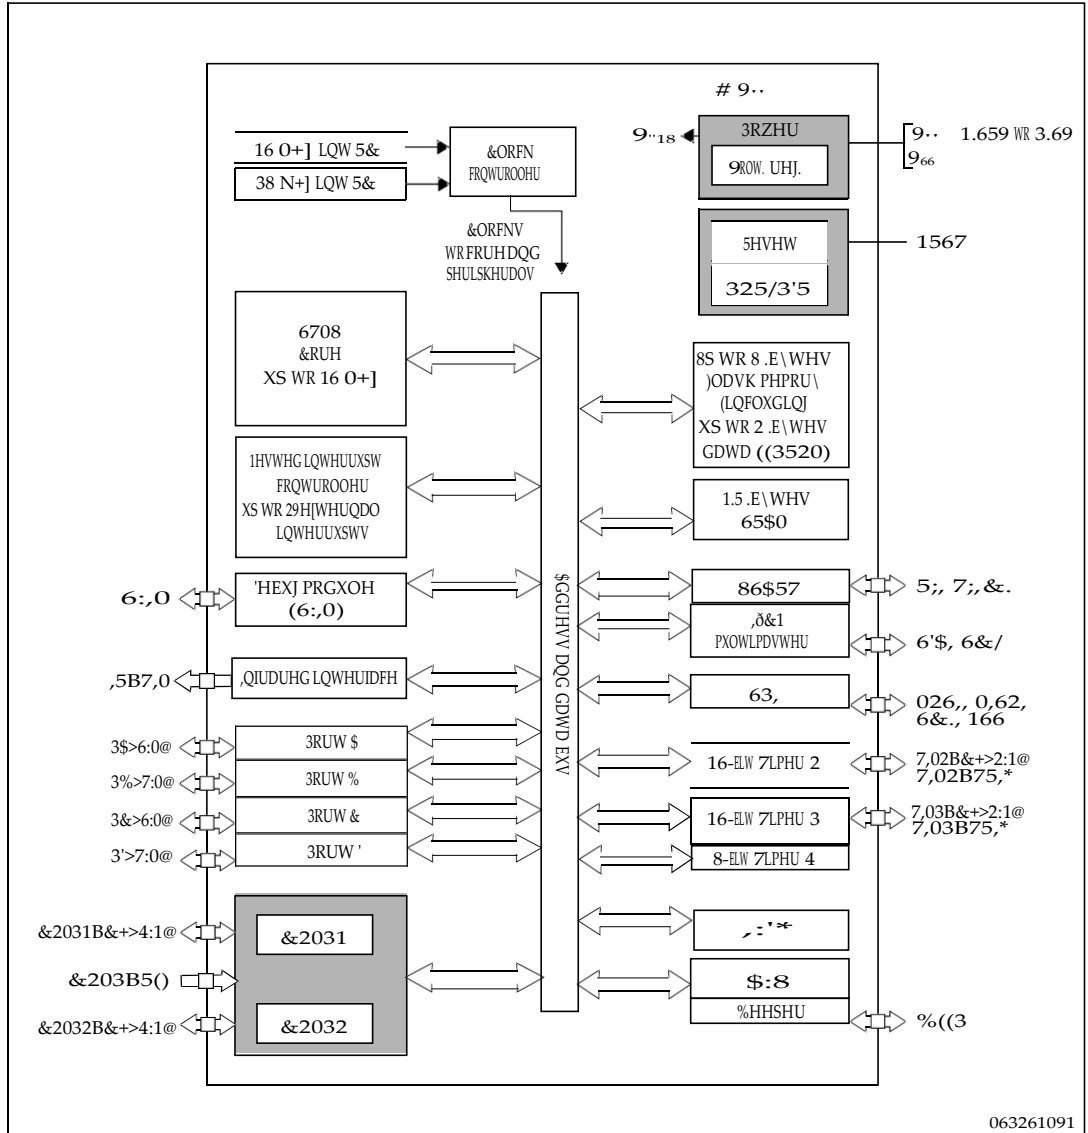 # 9··
9··18
3RZHU
9ROW. UHJ.
9··
1.659 WR 3.69
966
16 0+] LQW 5&
38 N+] LQW 5&
&ORFN
FRQWUROOHU
&ORFNV
WR FRUH DQG
SHULSKHUDOV
5HVHW
325/3'5
1567
6708
&RUH
XS WR 16 0+]
8S WR 8 .E\WHV
)ODVK PHPRU\
(LQFOXGLQJ
XS WR 2 .E\WHV
GDWD ((3520)
1HVWHG LQWHUUXSW
FRQWUROOHU
XS WR 29H[WHUQDO
LQWHUUXSWV
1.5 .E\WHV
65$0
$GGUHVV DQG GDWD EXV
6:,0
'HEXJ PRGXOH
(6:,0)
86$57
5;, 7;,&.
,ð&1
PXOWLPDVWHU
6'$, 6&/
,5B7,0
,QIUDUHG LQWHUIDFH
63,
026,, 0,62,
6&., 166
3$>6:0@
3RUW $
3%>7:0@
3RUW %
3&>6:0@
3RUW &
3'>7:0@
3RUW '
16-ELW 7LPHU 2
7,02B&+>2:1@
7,02B75,*
16-ELW 7LPHU 3
7,03B&+>2:1@
7,03B75,*
8-ELW 7LPHU 4
&2031B&+>4:1@
&2031
&203B5()
&2032B&+>4:1@
&2032
,:'*
$:8
%HHSHU
%((3
063261091